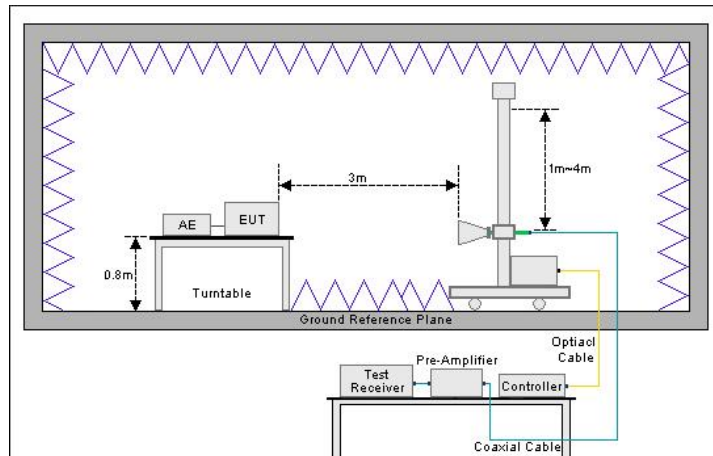 3m
1m~4m
AE
EUT
0.8m
Turntable
Ground Reference Plane
Optiacl
Cable
Pre-Amplifier
Test
Receiver
Controller
Coaxial Cable